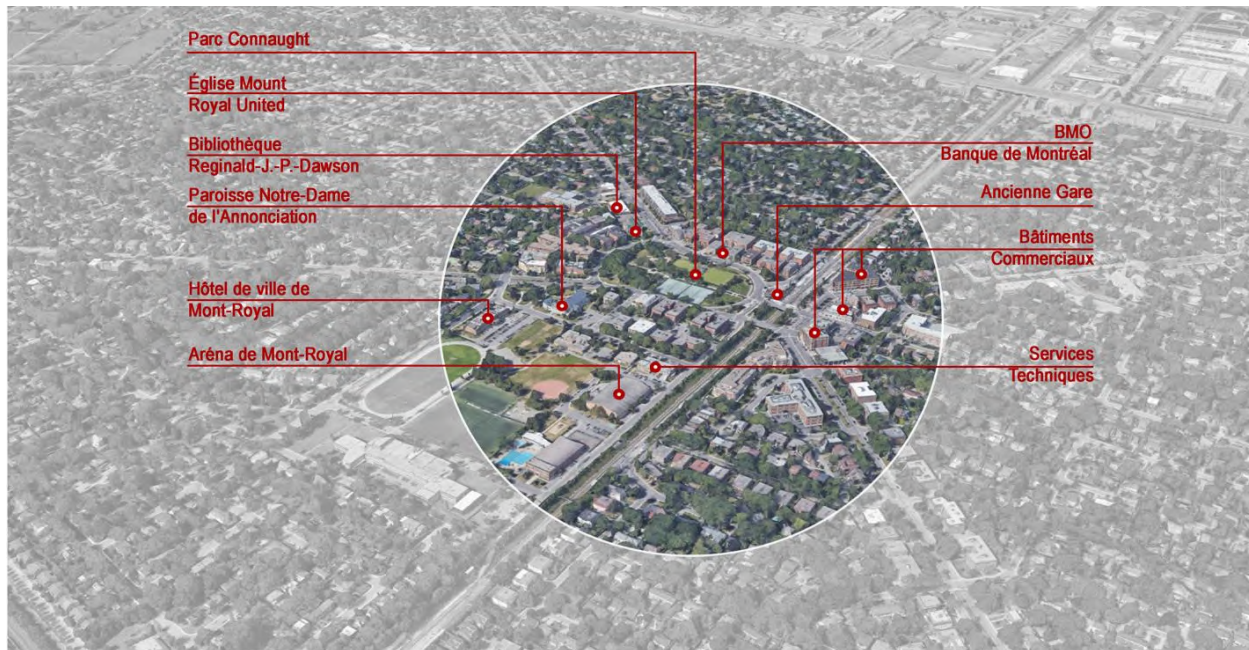 Parc Connaught
Église Mount
Royal United
Bibliothèque
Reginald-J.-P.-Dawson
Paroisse Notre-Dame
de l'Annonciation
Hôtel de ville de
Mont-Royal
Aréna de Mont-Royal
BMO
Banque de Montréal
Ancienne Gare
Bâtiments
Commerciaux
Services
Techniques